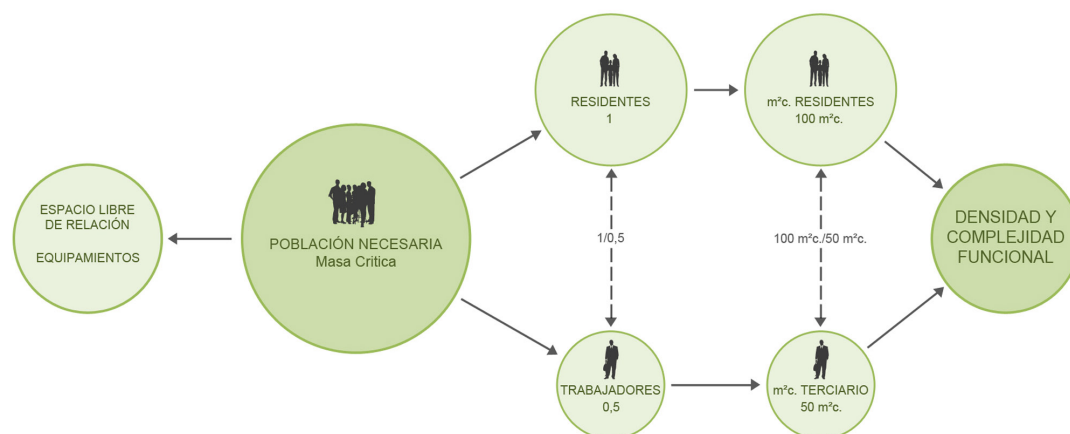 ESPACIO LIBRE
DE RELACIÓN
EQUIPAMIENTOS
POBLACIÓN NECESARIA
Masa Critica
RESIDENTES
1
m²c. RESIDENTES
100 m²c.
1/0,5
100 m²c./50 m²c.
TRABAJADORES
0,5
m²c. TERCIARIO
50 m²c.
DENSIDAD Y
COMPLEJIDAD
FUNCIONAL